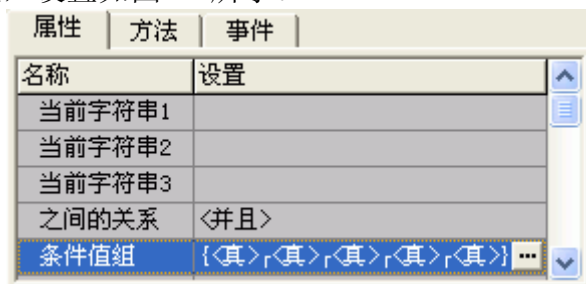 属性 方法 事件
名称 设置
当前字符串1
当前字符串2
当前字符串3
之间的关系 <并且>
条件值组 {<真>┌<真>┌<真>┌<真>┌<真>} ...